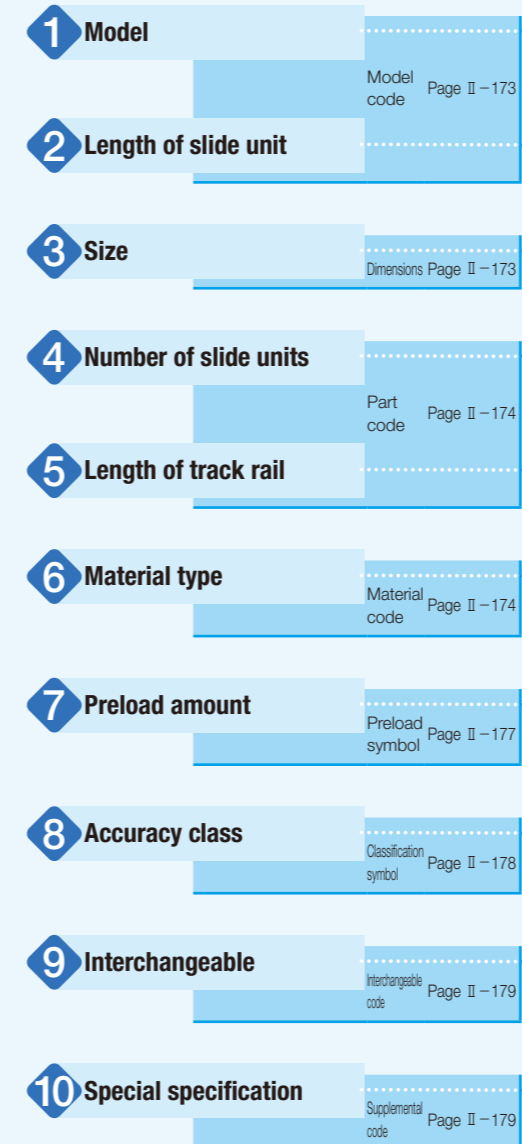 1 Model
Model
code Page Ⅱ－173
2 Length of slide unit
3 Size
Dimensions Page Ⅱ－173
4 Number of slide units
Part
code Page Ⅱ－174
5 Length of track rail
6 Material type
Material
code Page Ⅱ－174
7 Preload amount
Preload
symbol Page Ⅱ－177
8 Accuracy class
Classification
symbol Page Ⅱ－178
9 Interchangeable
Interchangeable
code Page Ⅱ－179
10 Special specification
Supplemental
code Page Ⅱ－179